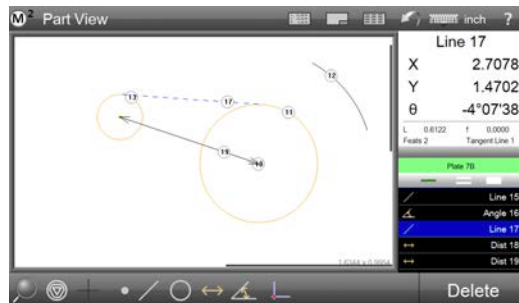 M² Part View
inch ?
Line 17
X 2.7078
Y 1.4702
θ -4°07'38
L 0.6122 f 0.0000
Feats 2 Tangent Line 1
Plate 7B
Line 15
Angle 16
Line 17
Dist 18
Dist 19
13
17
11
12
19
Delete